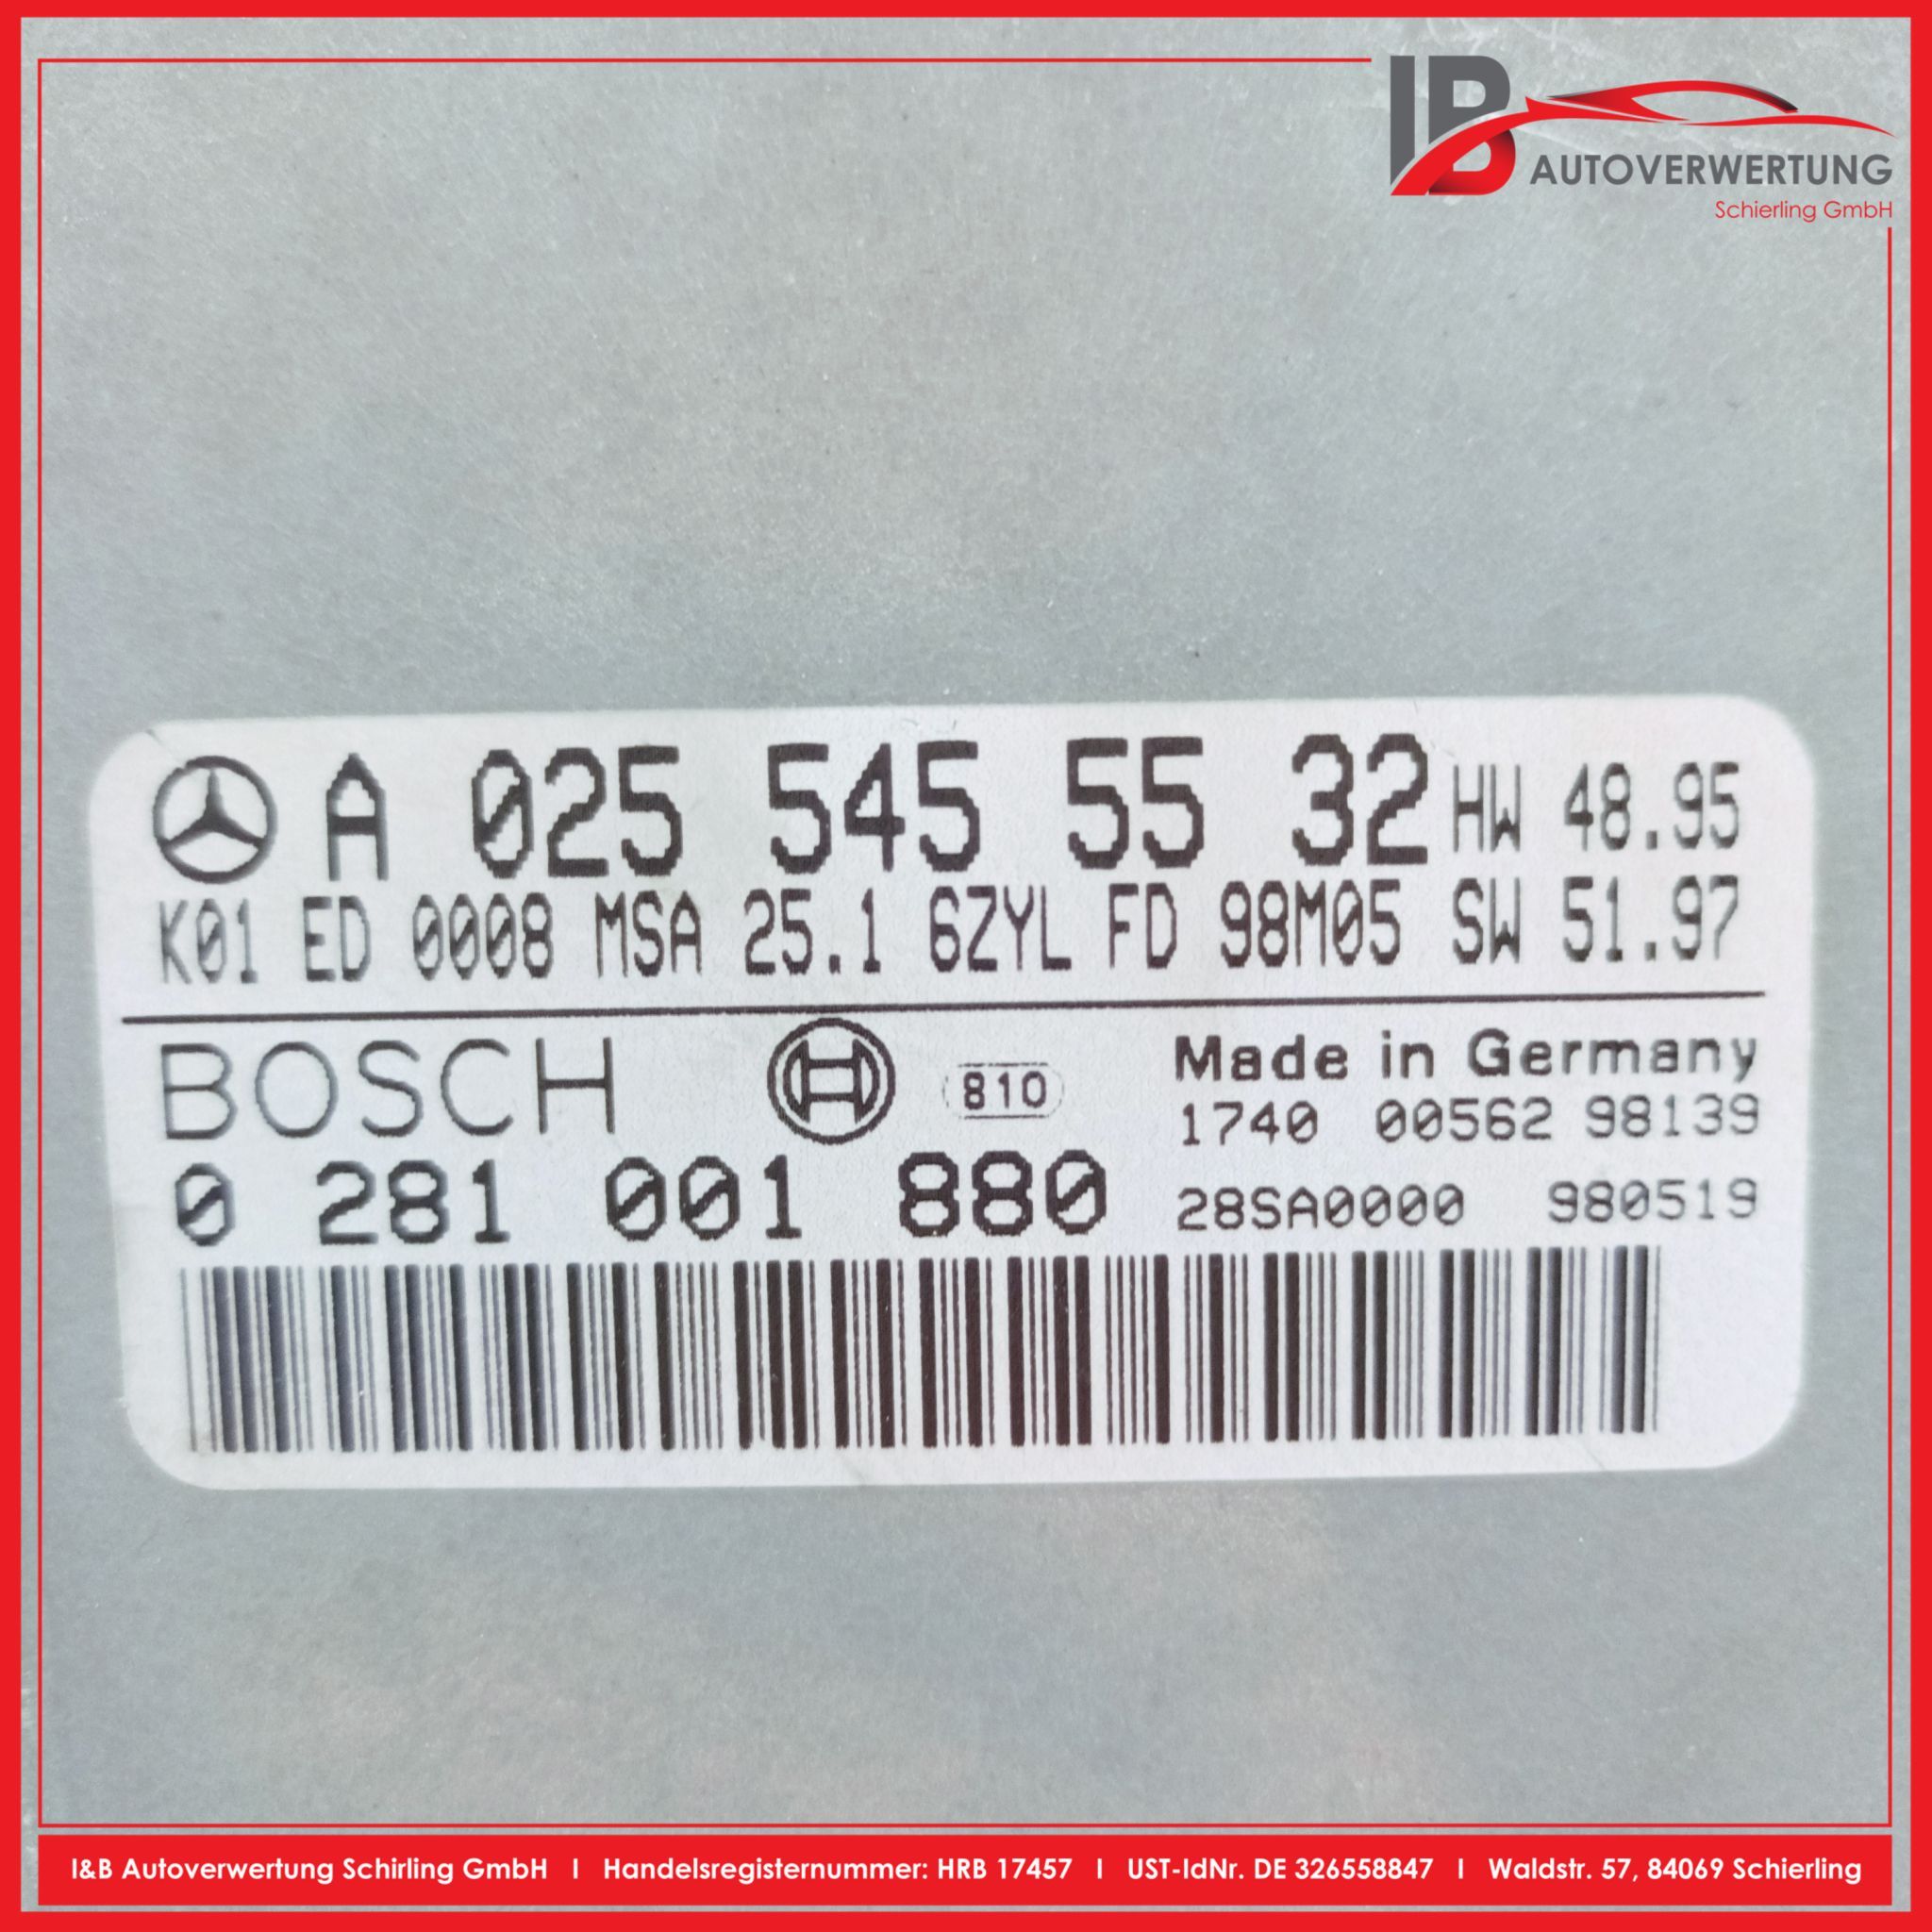 IB
AUTOVERWERTUNG
Schierling GmbH
A 025 545 55 32 HW 48.95
K01 ED 0008 MSA 25.1 6ZYL FD 98M05 SW 51.97
BOSCH 810 Made in Germany
1740 00562 98139
0 281 001 880 28SA0000 980519
I&B Autoverwertung Schirling GmbH I Handelsregisternummer: HRB 17457 I UST-IdNr. DE 326558847 I Waldstr. 57, 84069 Schierling